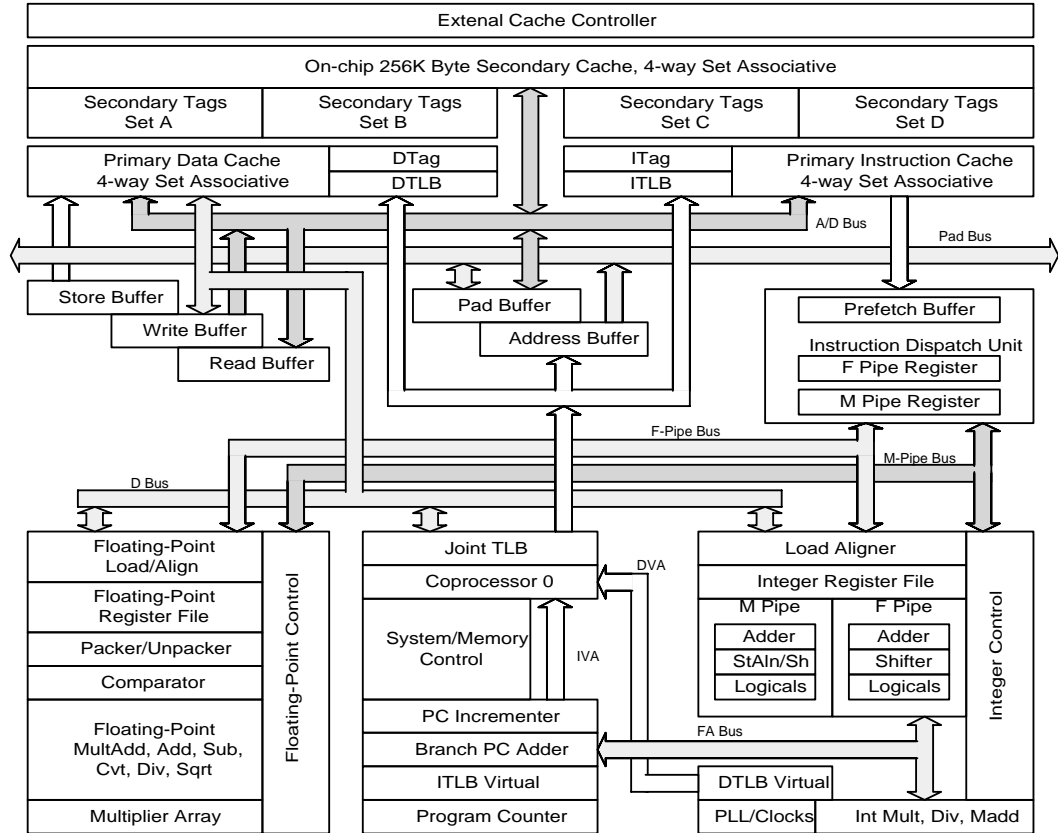 Extenal Cache Controller
On-chip 256K Byte Secondary Cache, 4-way Set Associative
Secondary Tags
Set A
Secondary Tags
Set B
Secondary Tags
Set C
Secondary Tags
Set D
Primary Data Cache
4-way Set Associative
DTag
DTLB
ITag
ITLB
Primary Instruction Cache
4-way Set Associative
A/D Bus
Pad Bus
Store Buffer
Write Buffer
Read Buffer
Pad Buffer
Address Buffer
Prefetch Buffer
Instruction Dispatch Unit
F Pipe Register
M Pipe Register
F-Pipe Bus
M-Pipe Bus
D Bus
Floating-Point
Load/Align
Floating-Point
Register File
Packer/Unpacker
Comparator
Floating-Point
MultAdd, Add, Sub,
Cvt, Div, Sqrt
Multiplier Array
Floating-Point Control
Joint TLB
Coprocessor 0
System/Memory
Control
IVA
DVA
PC Incrementer
Branch PC Adder
ITLB Virtual
Program Counter
FA Bus
Load Aligner
Integer Register File
M Pipe
Adder
StAln/Sh
Logicals
F Pipe
Adder
Shifter
Logicals
Integer Control
DTLB Virtual
PLL/Clocks
Int Mult, Div, Madd